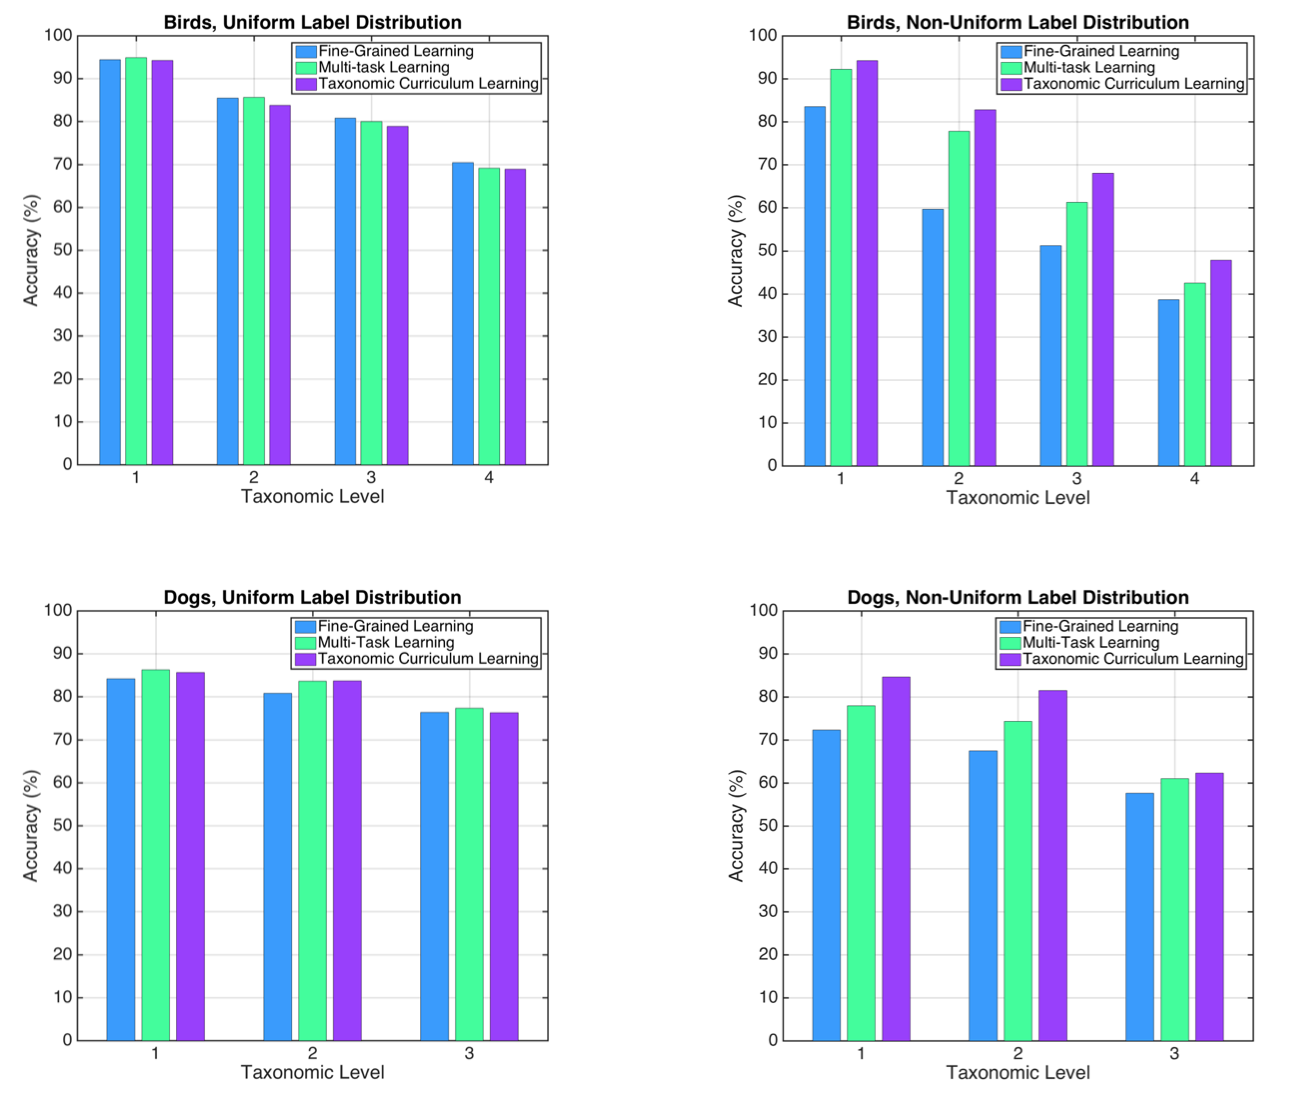 Birds, Uniform Label Distribution
100
90
80
70
60
50
40
30
20
10
0
Accuracy (%)
Fine-Grained Learning
Multi-task Learning
Taxonomic Curriculum Learning
1 2 3 4
Taxonomic Level
Birds, Non-Uniform Label Distribution
100
90
80
70
60
50
40
30
20
10
0
Accuracy (%)
Fine-Grained Learning
Multi-task Learning
Taxonomic Curriculum Learning
1 2 3 4
Taxonomic Level
Dogs, Uniform Label Distribution
100
90
80
70
60
50
40
30
20
10
0
Accuracy (%)
Fine-Grained Learning
Multi-Task Learning
Taxonomic Curriculum Learning
1 2 3
Taxonomic Level
Dogs, Non-Uniform Label Distribution
100
90
80
70
60
50
40
30
20
10
0
Accuracy (%)
Fine-Grained Learning
Multi-Task Learning
Taxonomic Curriculum Learning
1 2 3
Taxonomic Level